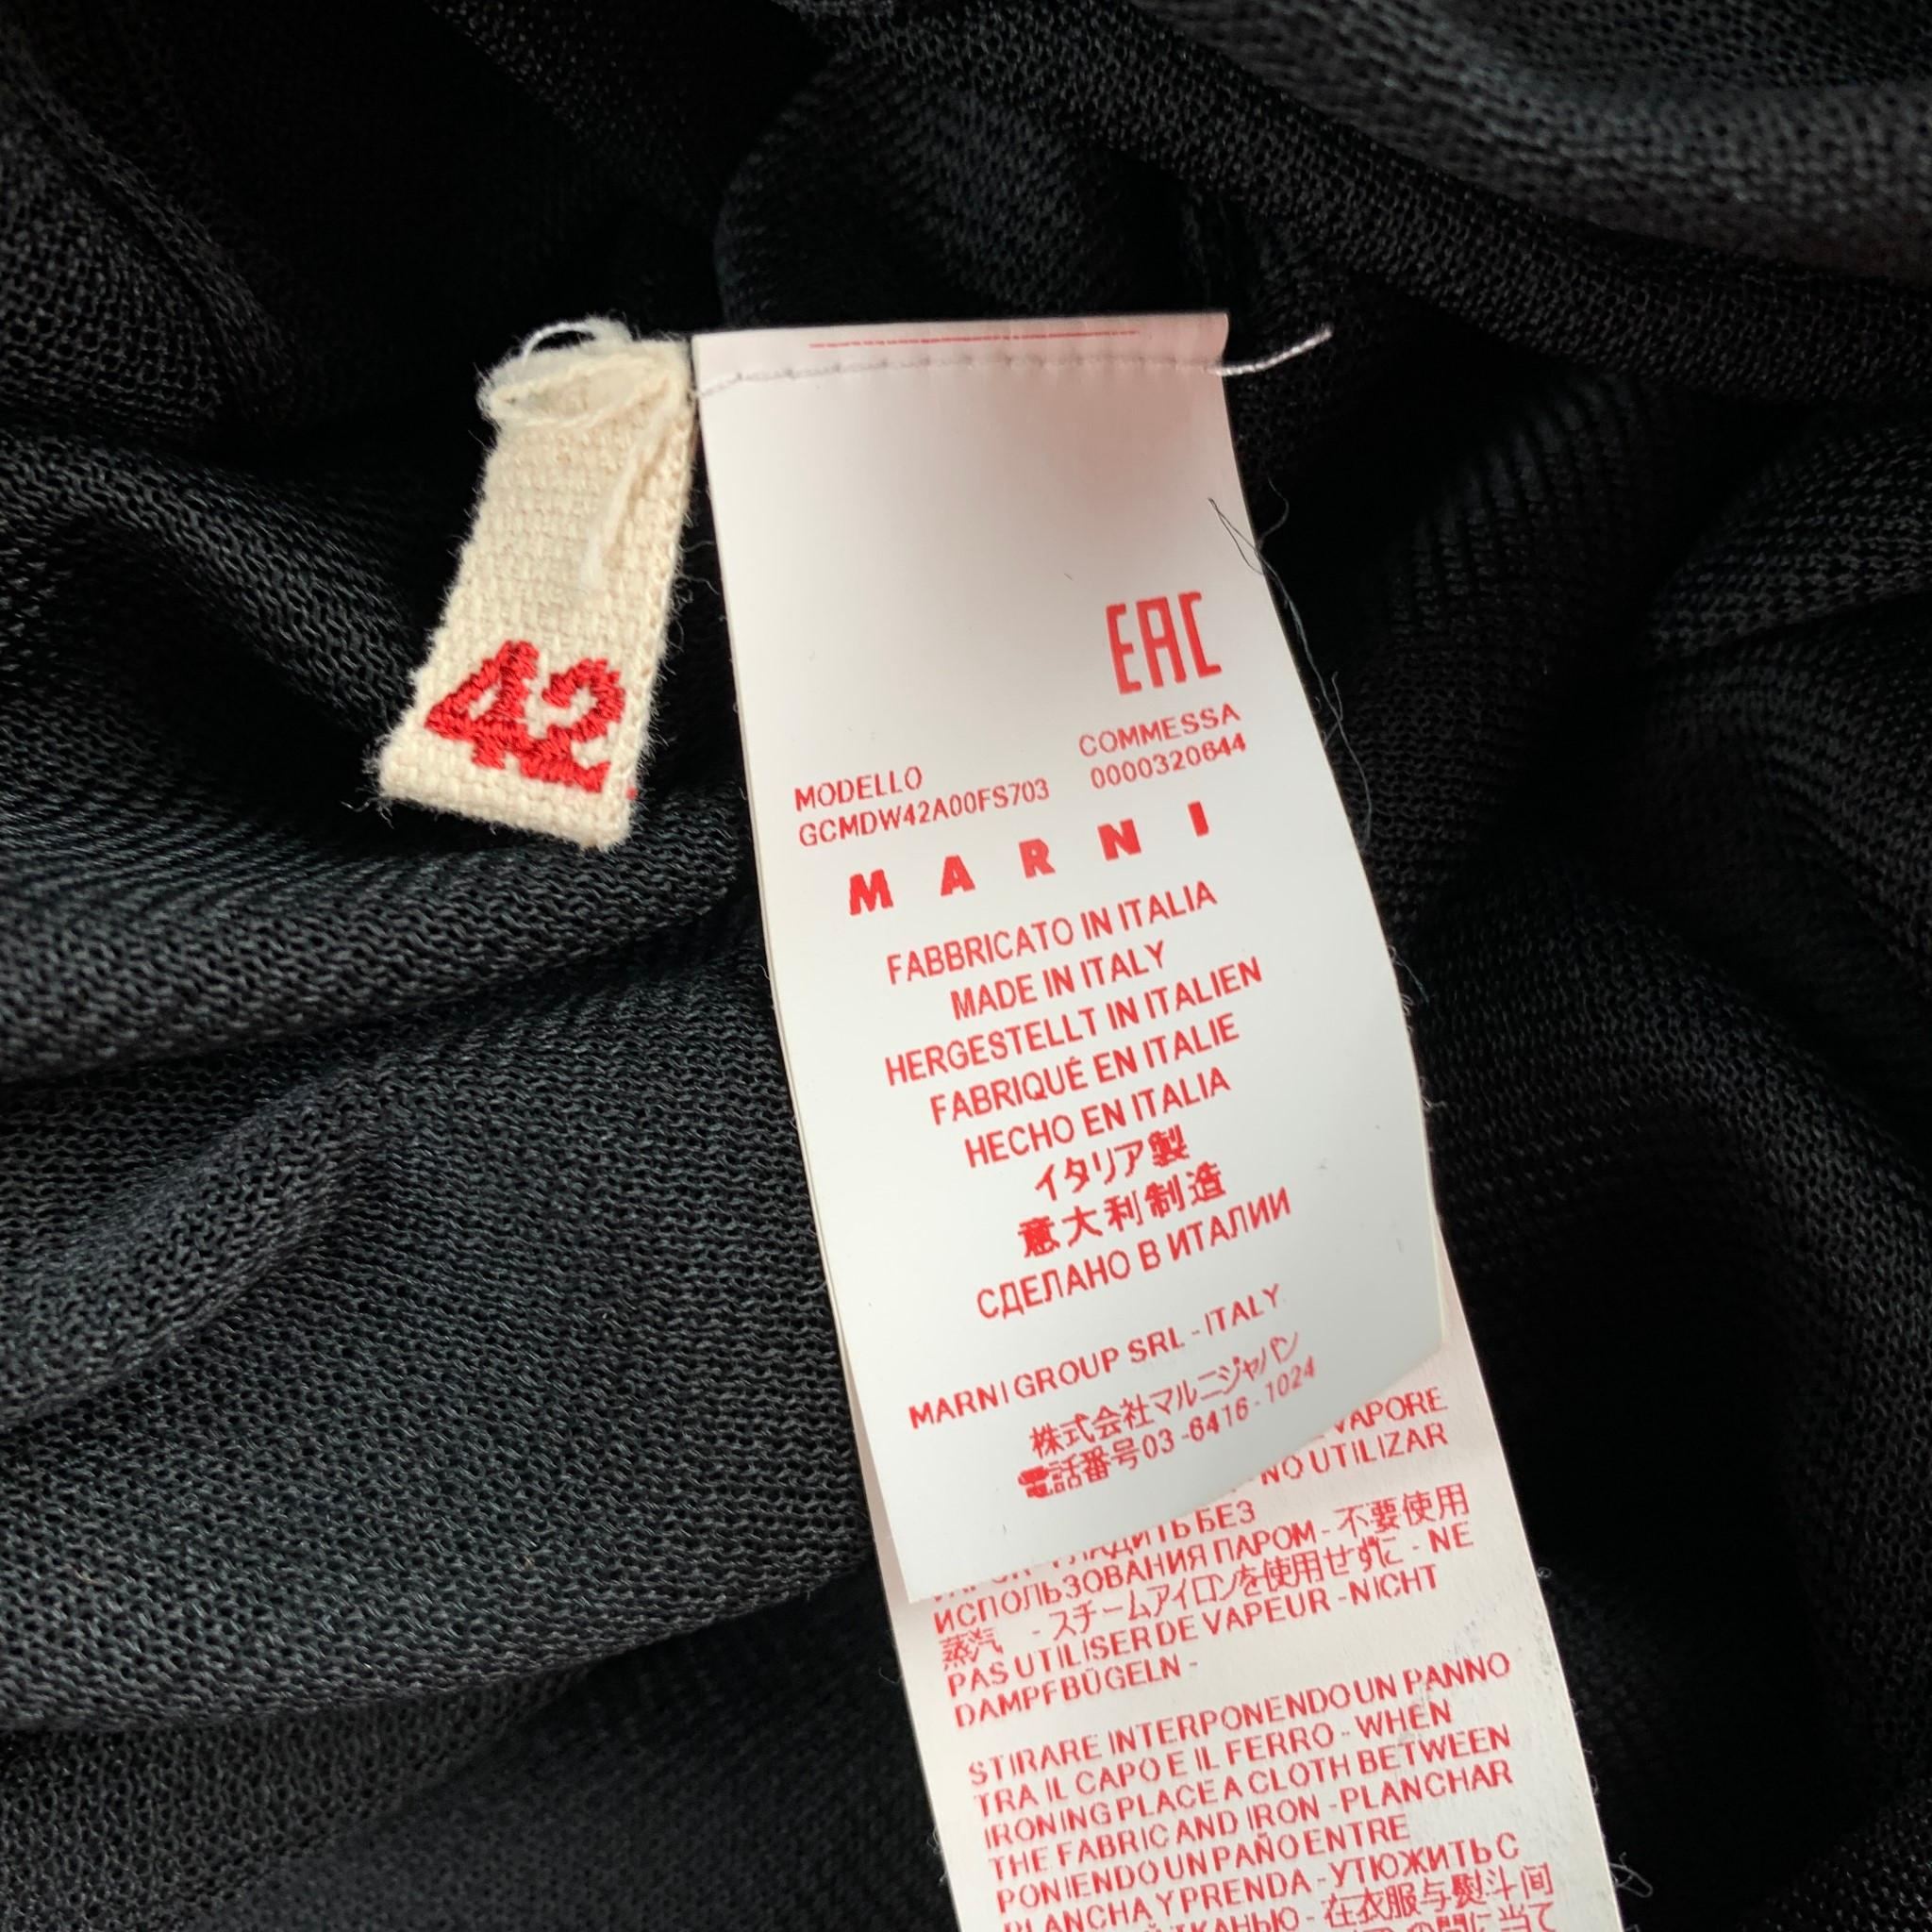 42
EAC
COMMESSA
0000320644
MODELLO
GCMDW42A00FS703
MARNI
FABBRICATO IN ITALIA
MADE IN ITALY
HERGESTELLT IN ITALIEN
FABRIQUÉ EN ITALIE
HECHO EN ITALIA
イタリア製
意大利制造
СДЕЛАНО В ИТАЛИИ
MARNI GROUP SRL - ITALY
株式会社マルニジャパン
電話番号03-6416-1024
VAPORE
NO UTILIZAR
БЕЗ
ИСПОЛЬЗОВАНИЯ ПАРОМ - 不要使用
蒸汽 - スチームアイロンを使用せずに - NE
PAS UTILISER DE VAPEUR - NICHT
DAMPFBÜGELN -
STIRARE INTERPONENDO UN PANNO
TRA IL CAPO E IL FERRO - WHEN
IRONING PLACE A CLOTH BETWEEN
THE FABRIC AND IRON - PLANCHAR
PONIENDO UN PAÑO ENTRE
PLANCHA Y PRENDA - УТЮЖИТЬ С
ТКАНЬЮ - 在衣服与熨斗间